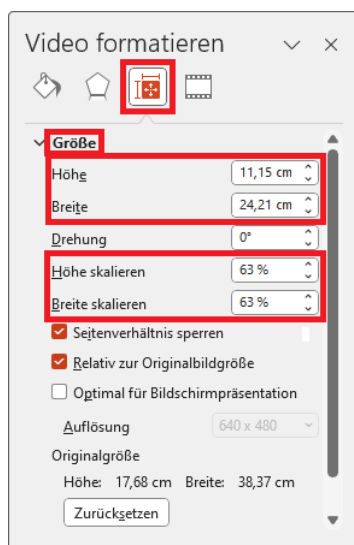 Video formatieren
Größe
Höhe 11,15 cm
Breite 24,21 cm
Drehung 0°
Höhe skalieren 63 %
Breite skalieren 63 %
Seitenverhältnis sperren
Relativ zur Originalbildgröße
Optimal für Bildschirmpräsentation
Auflösung 640 x 480
Originalgröße
Höhe: 17,68 cm Breite: 38,37 cm
Zurücksetzen